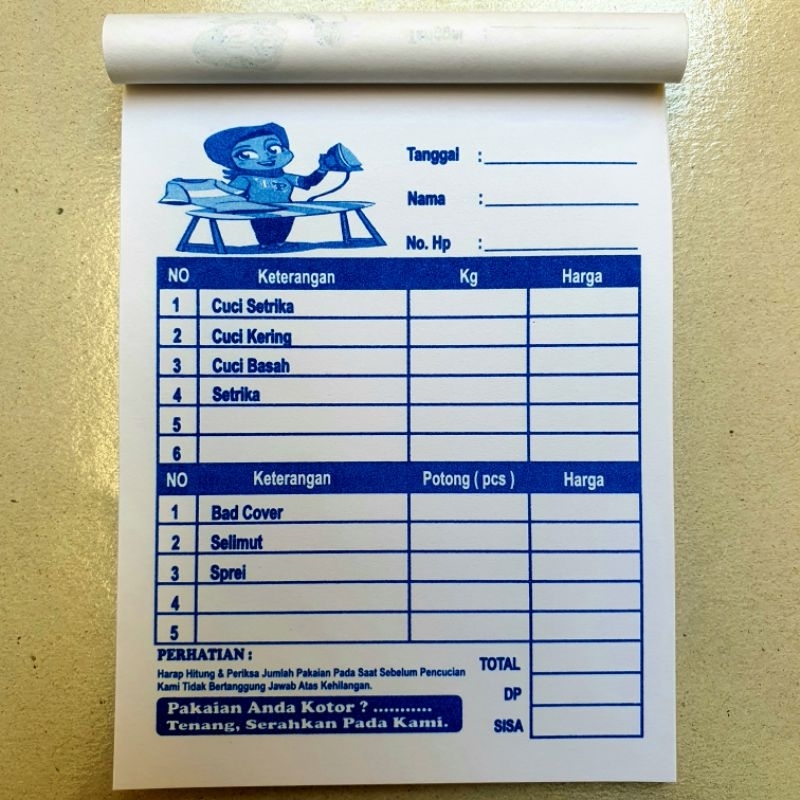 Tanggal :
Nama :
No. Hp :
NO Keterangan Kg Harga
1 Cuci Setrika
2 Cuci Kering
3 Cuci Basah
4 Setrika
5
6
NO Keterangan Potong ( pcs ) Harga
1 Bad Cover
2 Selimut
3 Sprei
4
5
PERHATIAN :
Harap Hitung & Periksa Jumlah Pakaian Pada Saat Sebelum Pencucian
Kami Tidak Bertanggung Jawab Atas Kehilangan.
Pakaian Anda Kotor ? ...........
Tenang, Serahkan Pada Kami.
TOTAL
DP
SISA